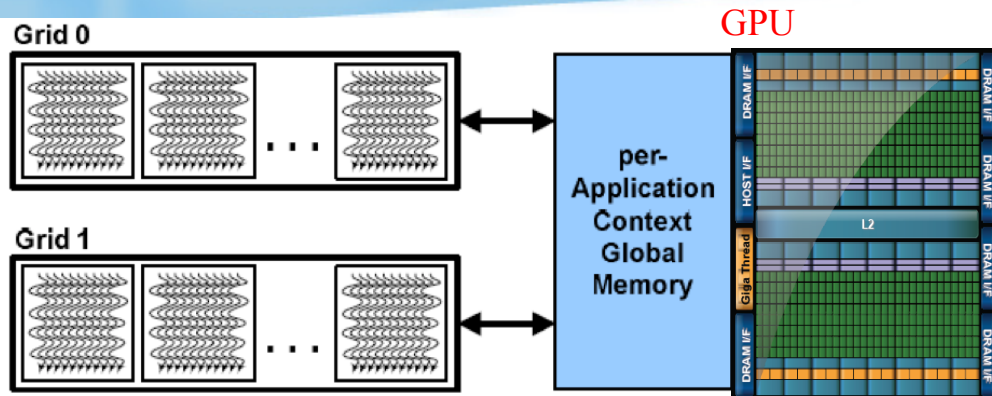 GPU
Grid 0
. . .
Grid 1
. . .
per-
Application
Context
Global
Memory
DRAM I/F
HOST I/F
Giga Thread
DRAM I/F
L2
DRAM I/F
DRAM I/F
DRAM I/F
DRAM I/F